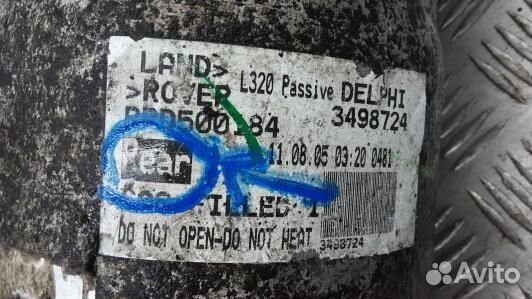 LAND>
>ROVER
L320 Passive DELPHI
3498724
Rear
11.08.05 03:20 0481
DO NOT OPEN-DO NOT HEAT
3498724
Avito